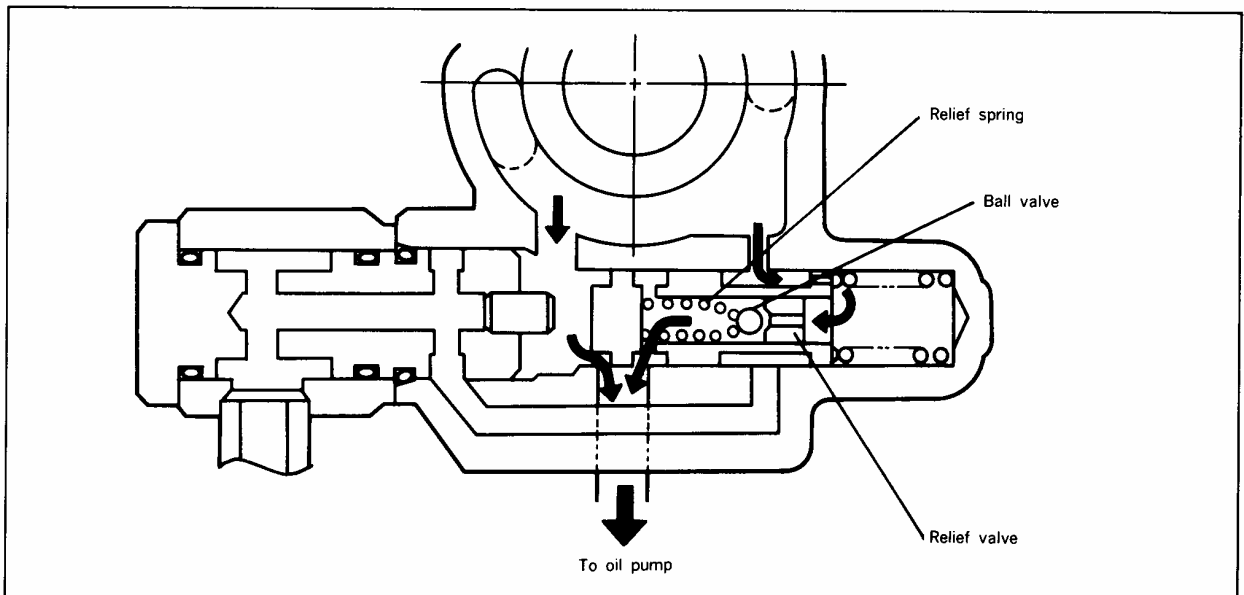 Relief spring
Ball valve
Relief valve
To oil pump